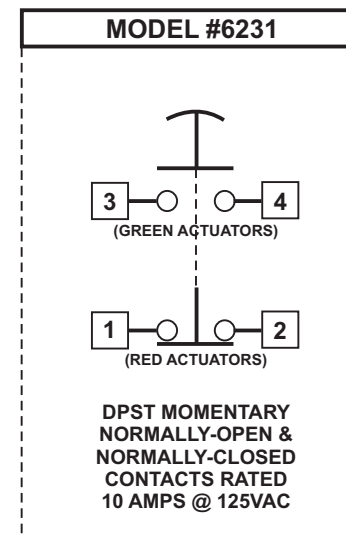 MODEL #6231
3 4
(GREEN ACTUATORS)
1 2
(RED ACTUATORS)
DPST MOMENTARY
NORMALLY-OPEN &
NORMALLY-CLOSED
CONTACTS RATED
10 AMPS @ 125VAC